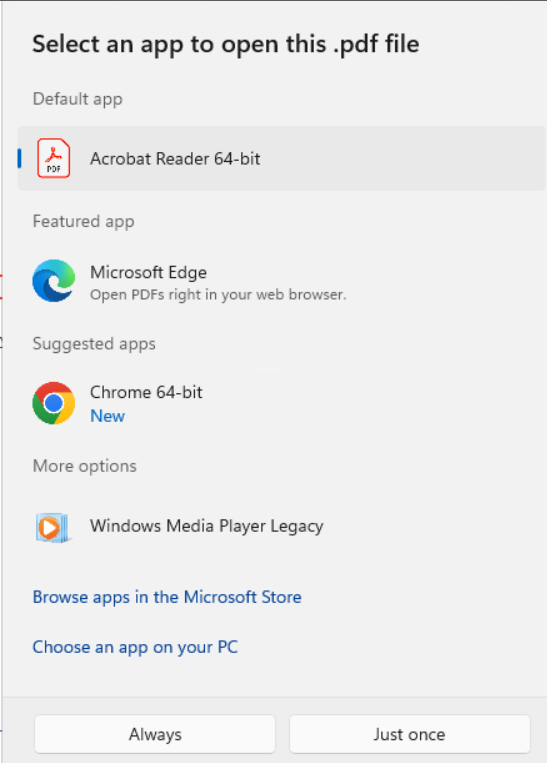 Select an app to open this .pdf file
Default app
PDF
Acrobat Reader 64-bit
Featured app
Microsoft Edge
Open PDFs right in your web browser.
Suggested apps
Chrome 64-bit
New
More options
Windows Media Player Legacy
Browse apps in the Microsoft Store
Choose an app on your PC
Always
Just once